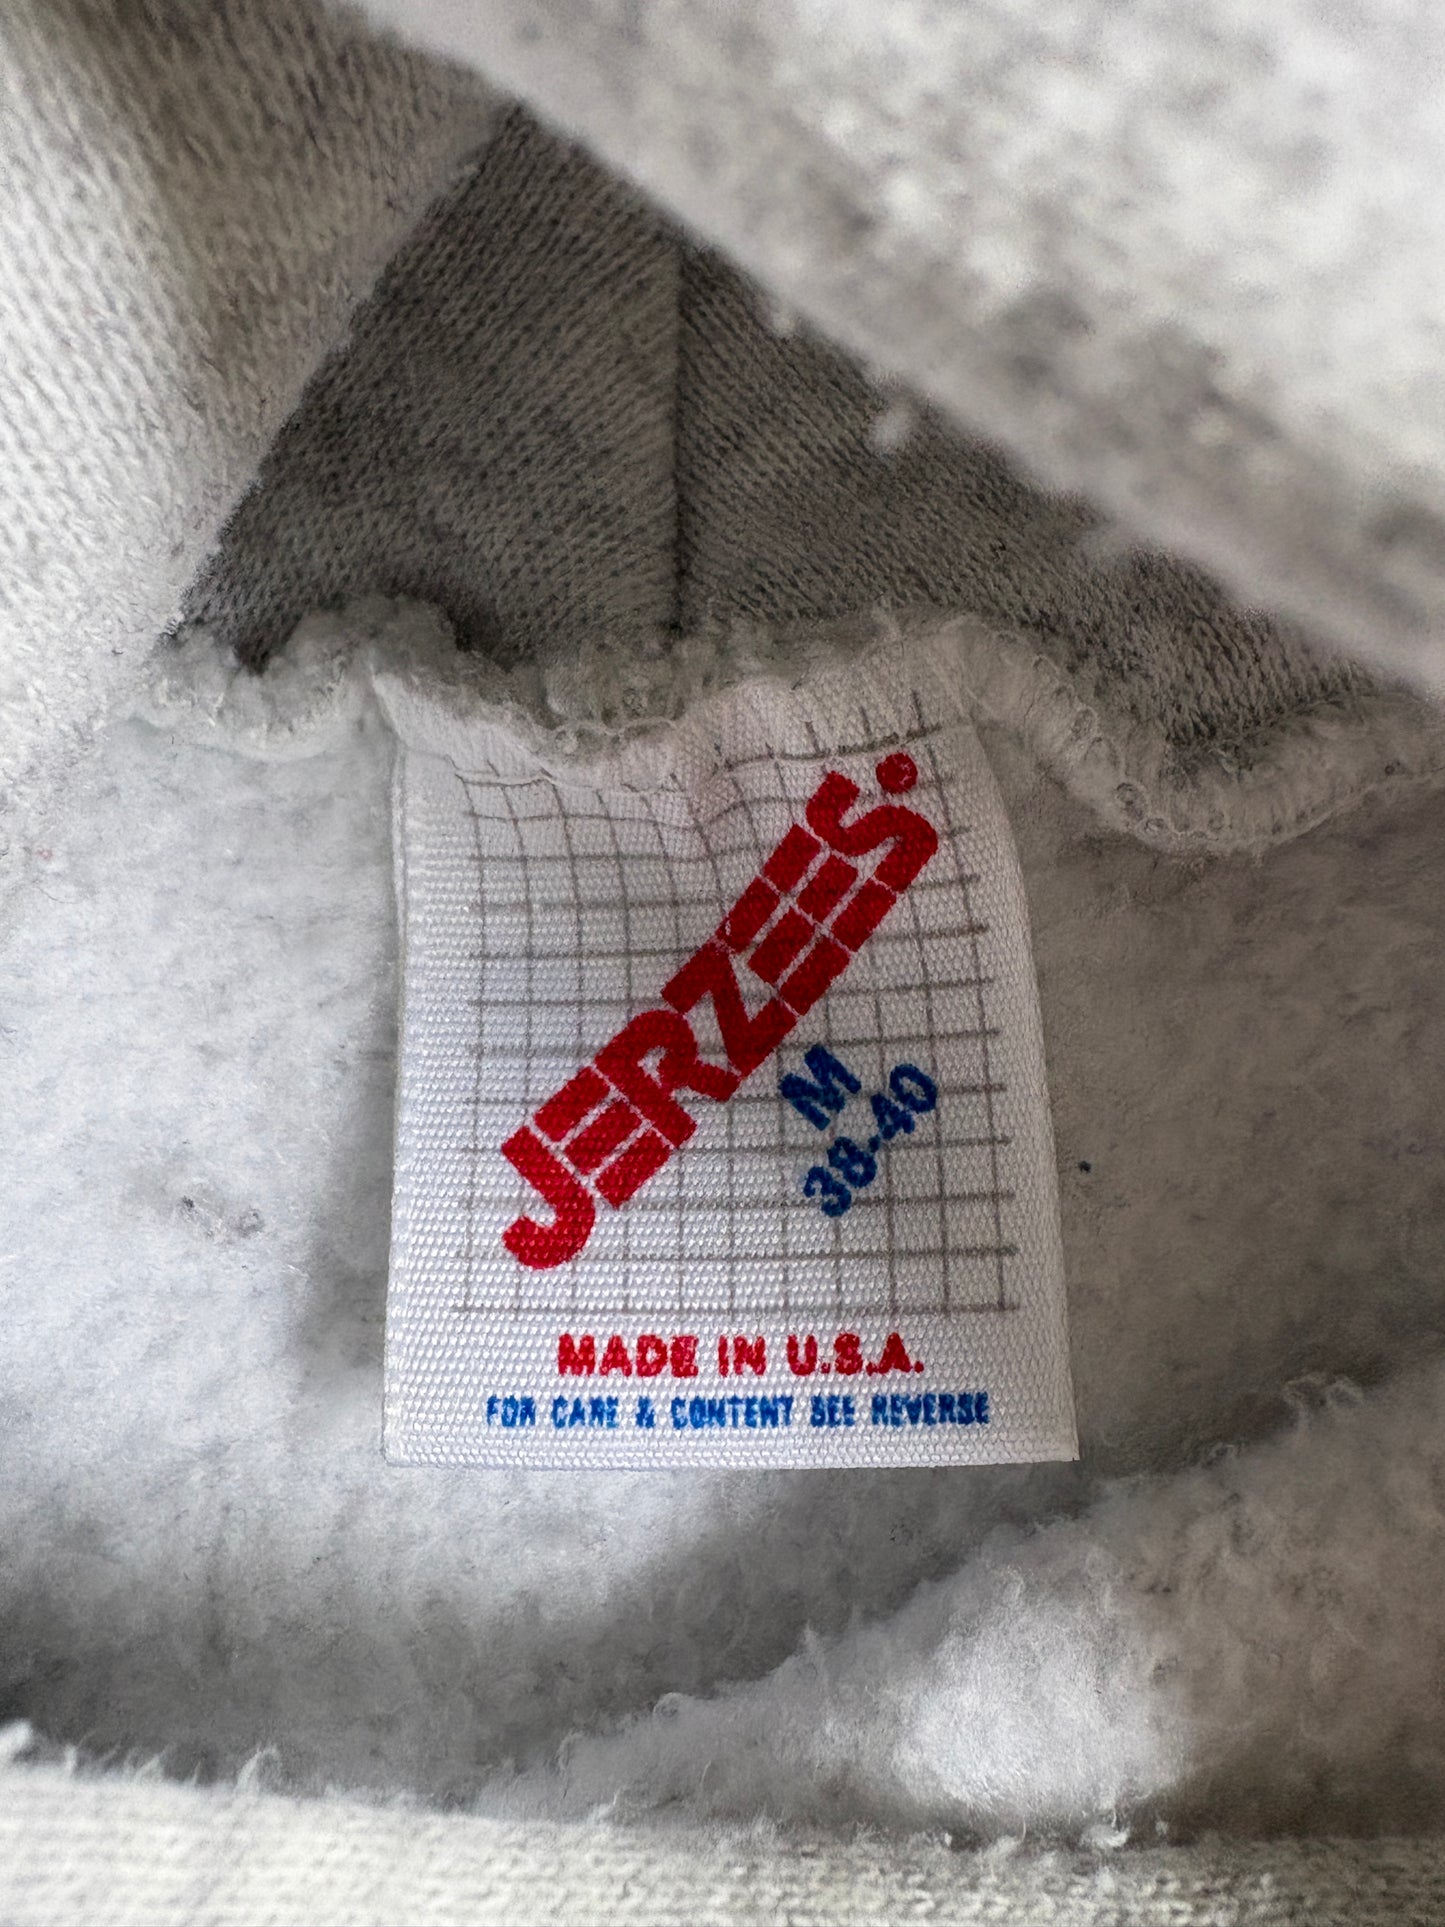 JERZEES.
M
38-40
MADE IN U.S.A.
FOR CARE & CONTENT SEE REVERSE